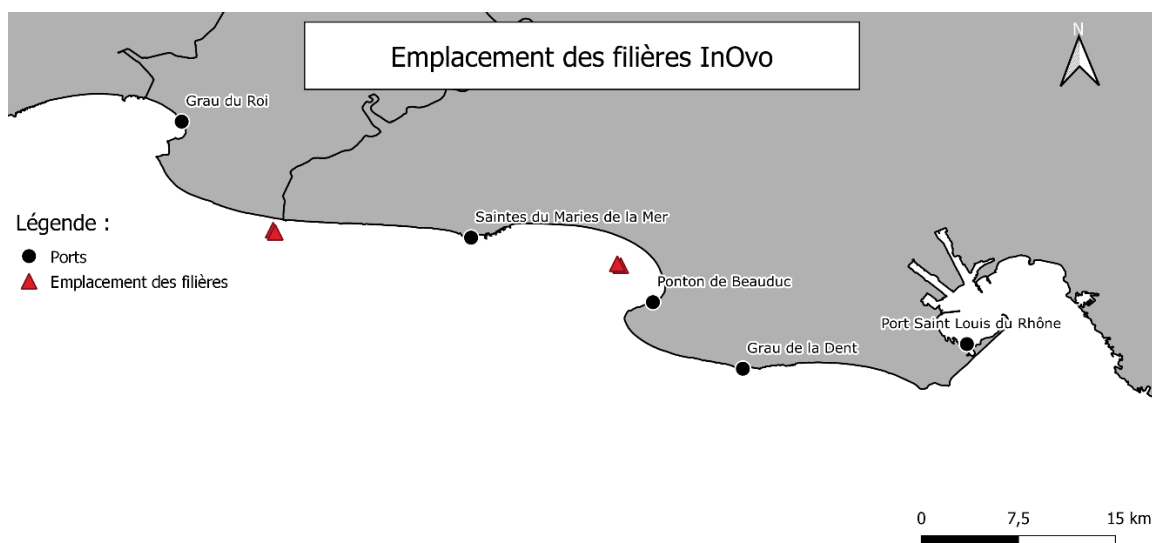 Emplacement des filières InOvo
N
Grau du Roi
Saintes du Maries de la Mer
Légende :
Ports
Emplacement des filières
Ponton de Beauduc
Port Saint Louis du Rhône
Grau de la Dent
0 7,5 15 km